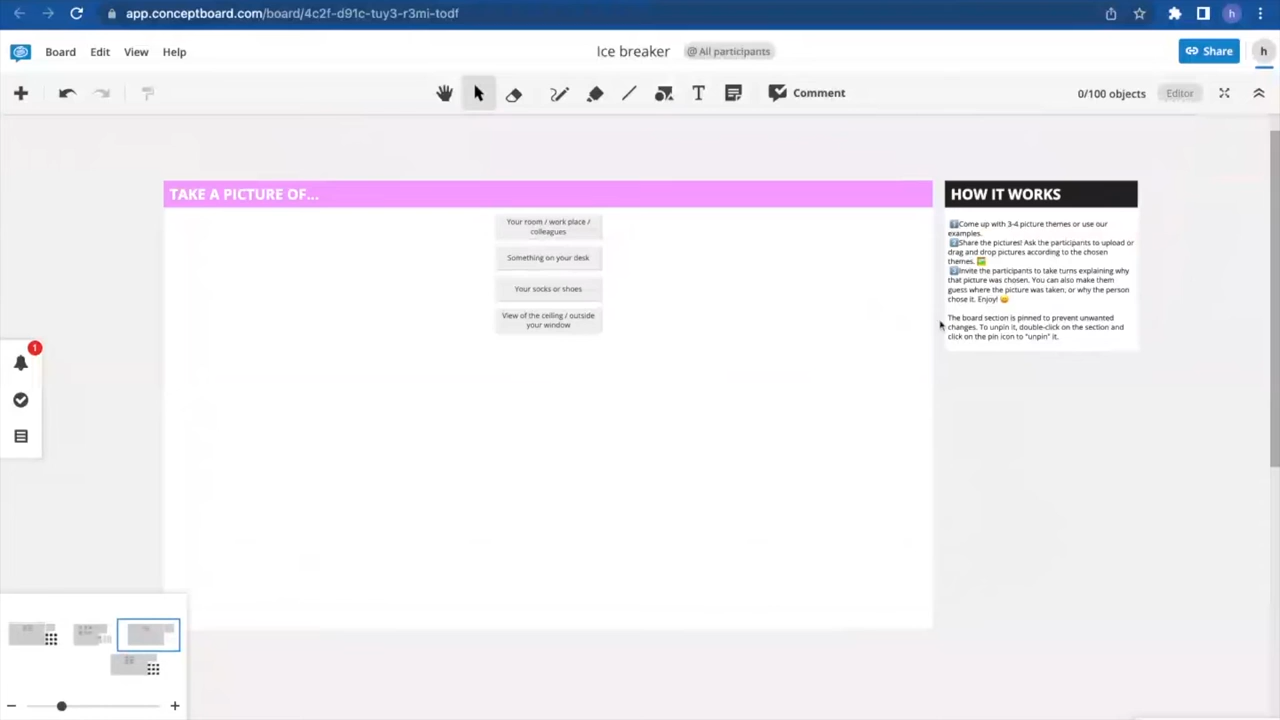 app.conceptboard.com/board/4c2f-d91c-tuy3-r3mi-todf
h
Board Edit View Help
Ice breaker
@ All participants
Share
h
T
Comment
0/100 objects
Editor
TAKE A PICTURE OF...
Your room / work place /
colleagues
Something on your desk
Your socks or shoes
View of the ceiling / outside
your window
HOW IT WORKS
1️⃣Come up with 3-4 picture themes or use our
examples.
2️⃣Share the pictures! Ask the participants to upload or
drag and drop pictures according to the chosen
themes. 🖼️
3️⃣Invite the participants to take turns explaining why
that picture was chosen. You can also make them
guess where the picture was taken, or why the person
chose it. Enjoy! 😄
The board section is pinned to prevent unwanted
changes. To unpin it, double-click on the section and
click on the pin icon to "unpin" it.
1